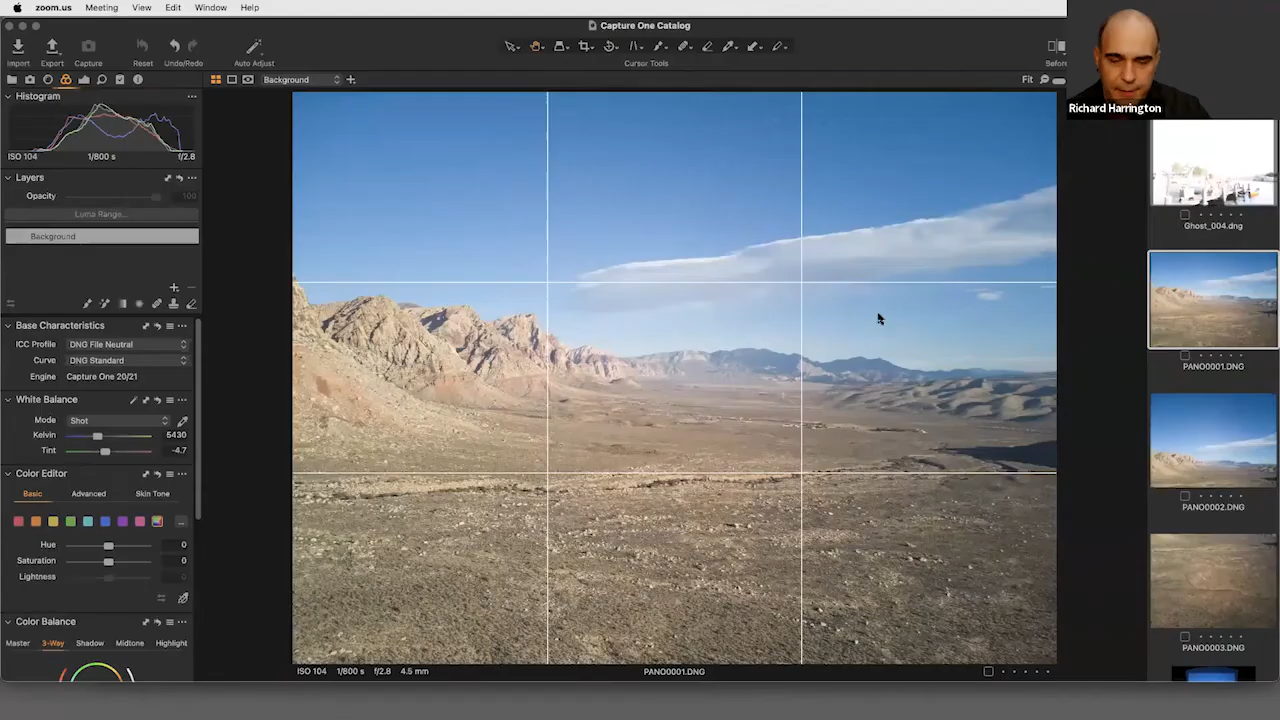 zoom.us Meeting View Edit Window Help
Capture One Catalog
Import Export Capture Reset Undo/Redo Auto Adjust Cursor Tools Before
Background Fit
Richard Harrington
Histogram
ISO 104 1/800 s f/2.8
Layers
Opacity 100
Luma Range...
Background
Base Characteristics
ICC Profile DNG File Neutral
Curve DNG Standard
Engine Capture One 20/21
White Balance
Mode Shot
Kelvin 5430
Tint -4.7
Color Editor
Basic Advanced Skin Tone
Hue 0
Saturation 0
Lightness 0
Color Balance
Master 3-Way Shadow Midtone Highlight
ISO 104 1/800 s f/2.8 4.5 mm PANO0001.DNG
Ghost_004.dng
PANO0001.DNG
PANO0002.DNG
PANO0003.DNG